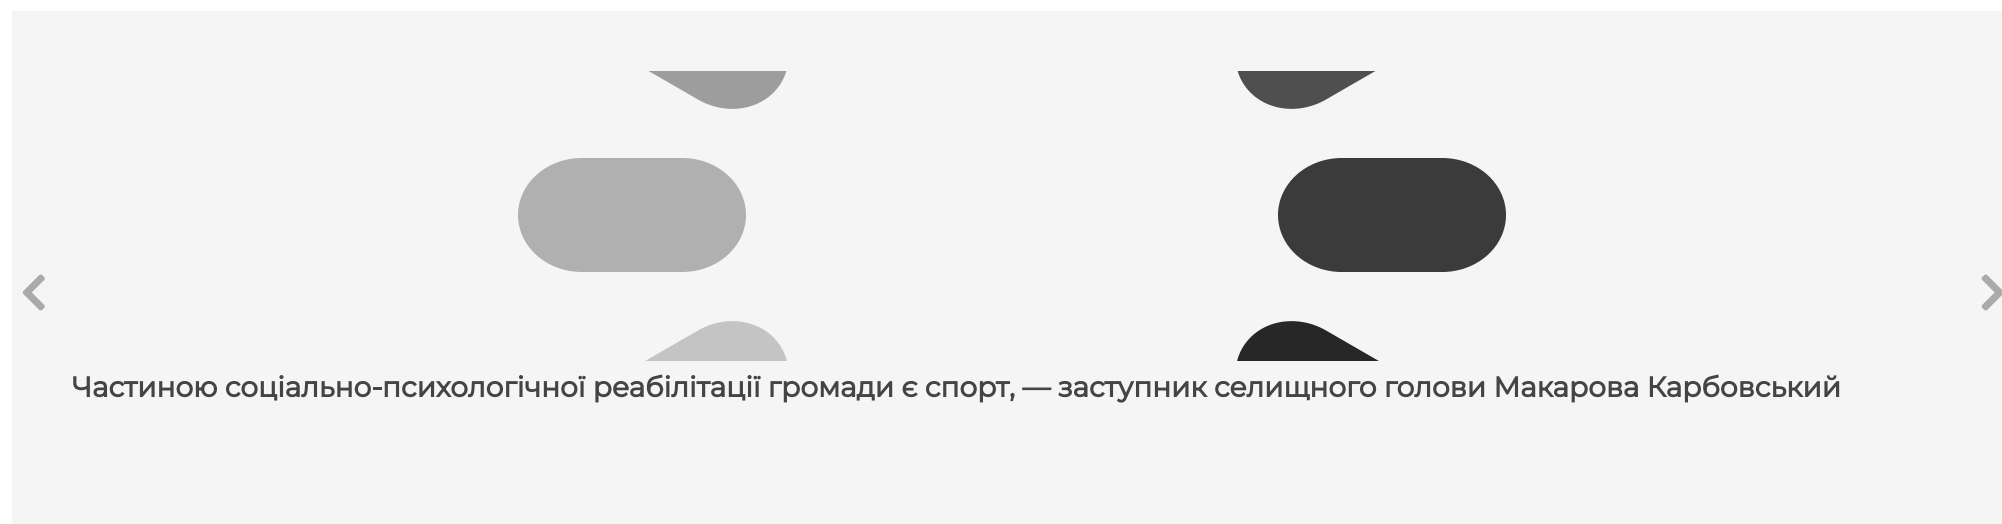 Частиною соціально-психологічної реабілітації громади є спорт, — заступник селищного голови Макарова Карбовський